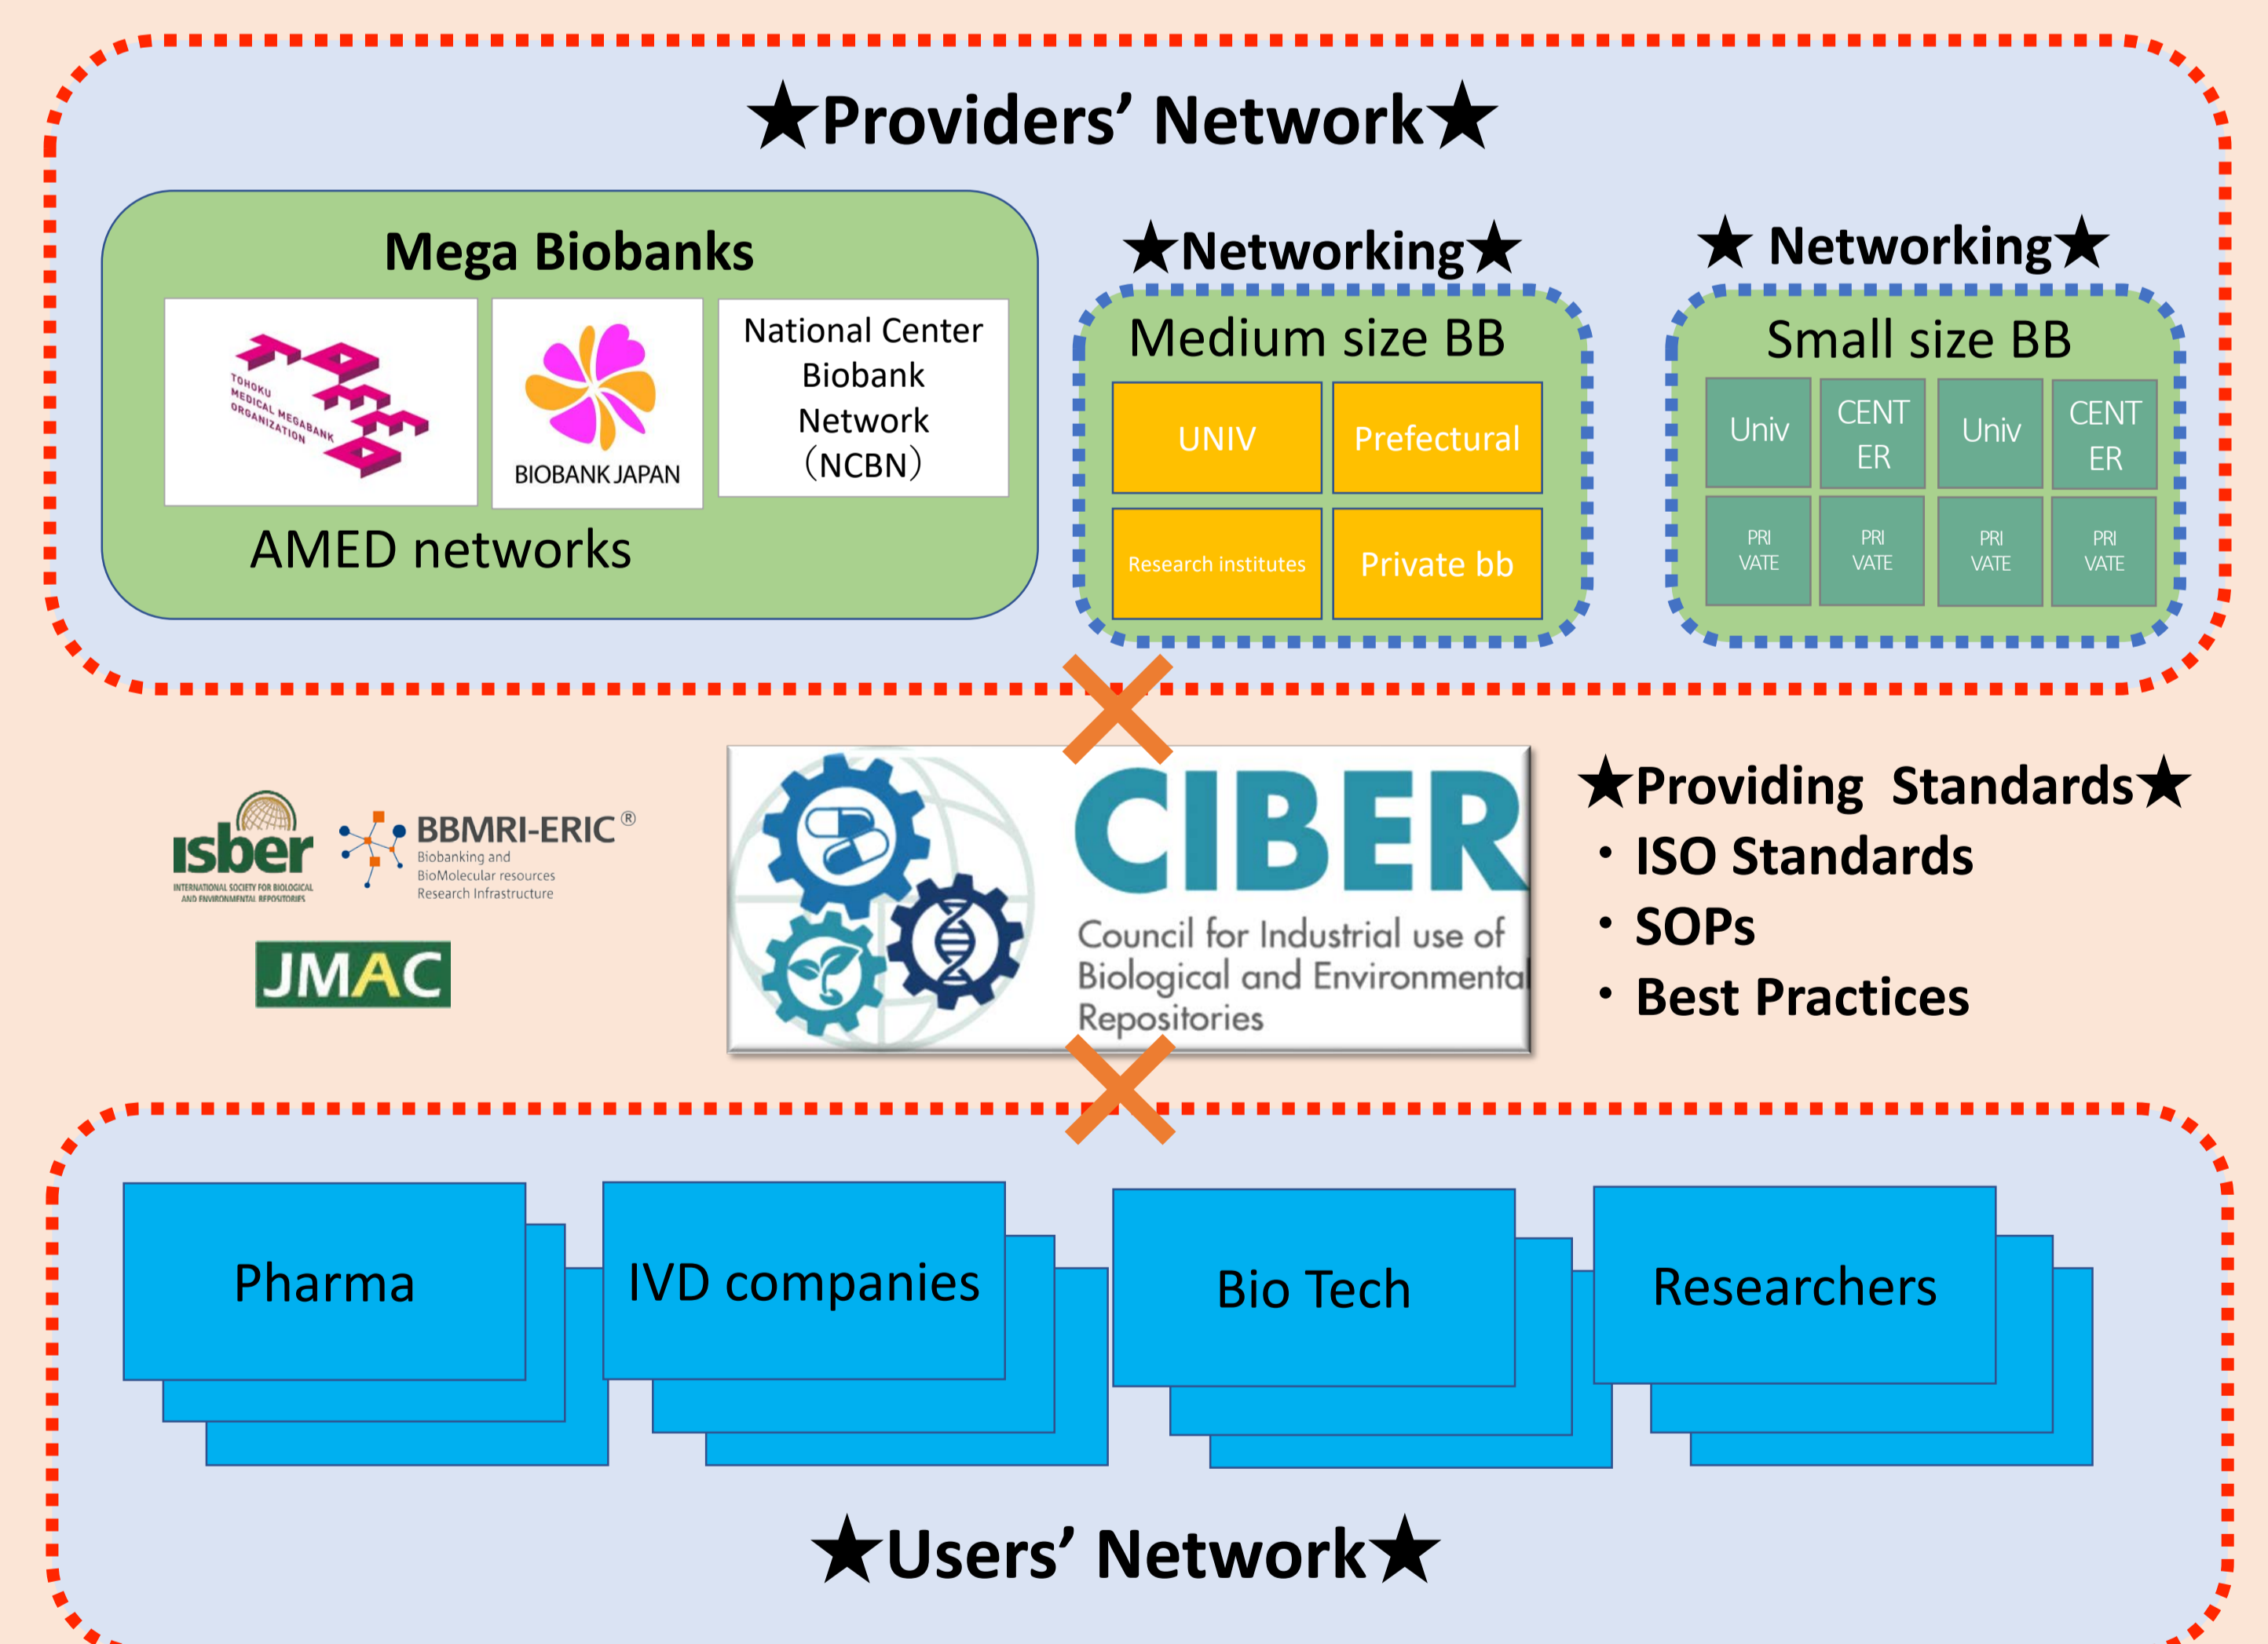 ★Providers’ Network★
Mega Biobanks
TOHOKU
MEDICAL MEGABANK
ORGANIZATION
BIOBANK JAPAN
National Center
Biobank
Network
（NCBN）
AMED networks
★Networking★
Medium size BB
UNIV
Prefectural
Research institutes
Private bb
★ Networking★
Small size BB
Univ
CENT
ER
Univ
CENT
ER
PRI
VATE
PRI
VATE
PRI
VATE
PRI
VATE
isber
INTERNATIONAL SOCIETY FOR BIOLOGICAL
AND ENVIRONMENTAL REPOSITORIES
BBMRI-ERIC®
Biobanking and
BioMolecular resources
Research Infrastructure
JMAC
CIBER
Council for Industrial use of
Biological and Environmental
Repositories
★Providing Standards★
・ISO Standards
・SOPs
・Best Practices
Pharma
IVD companies
Bio Tech
Researchers
★Users’ Network★